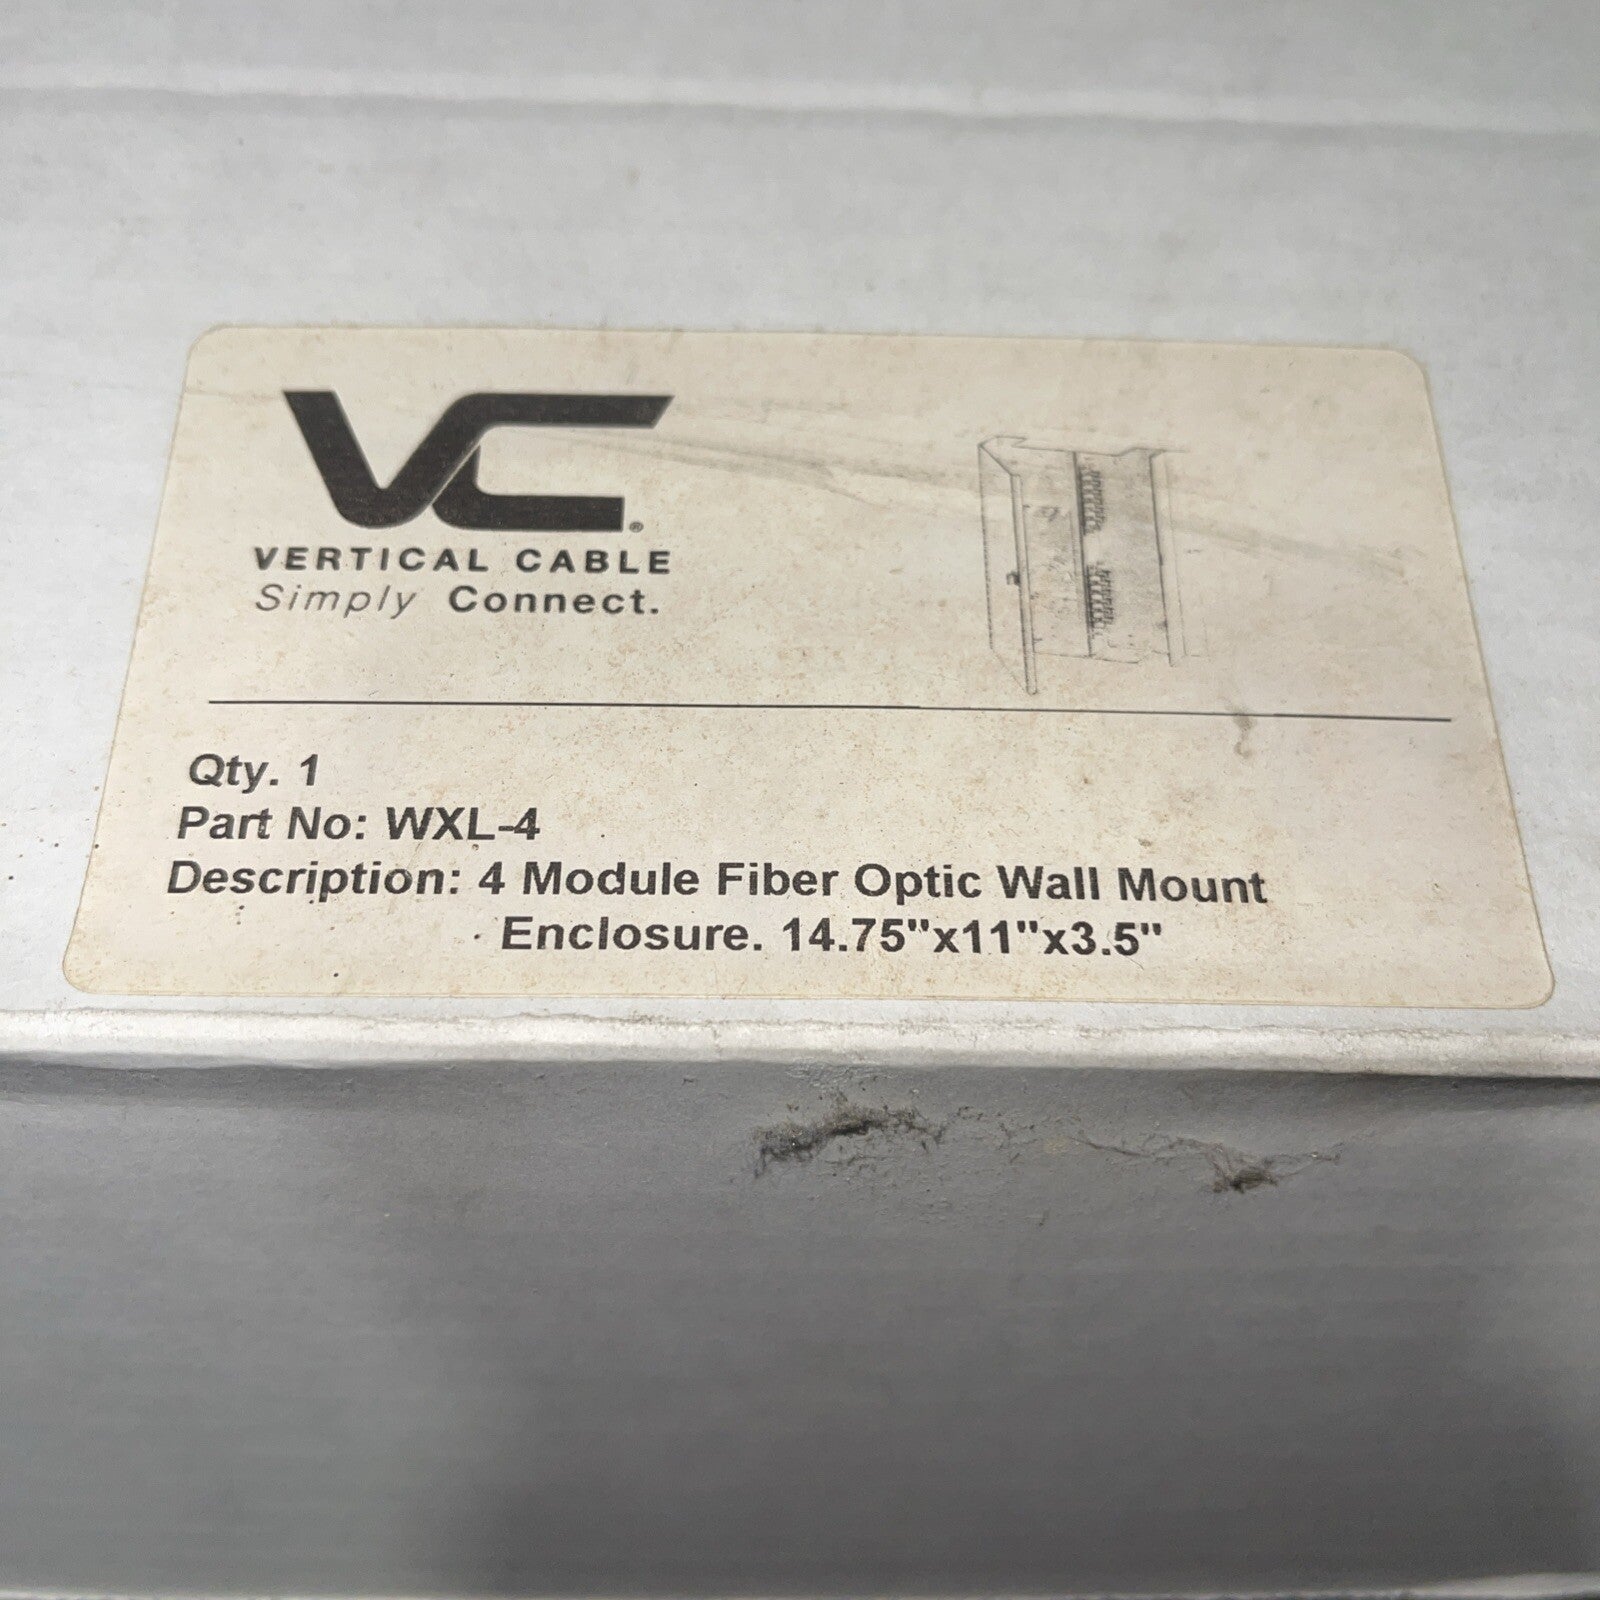 VC®
VERTICAL CABLE
Simply Connect.
Qty. 1
Part No: WXL-4
Description: 4 Module Fiber Optic Wall Mount
Enclosure. 14.75"x11"x3.5"